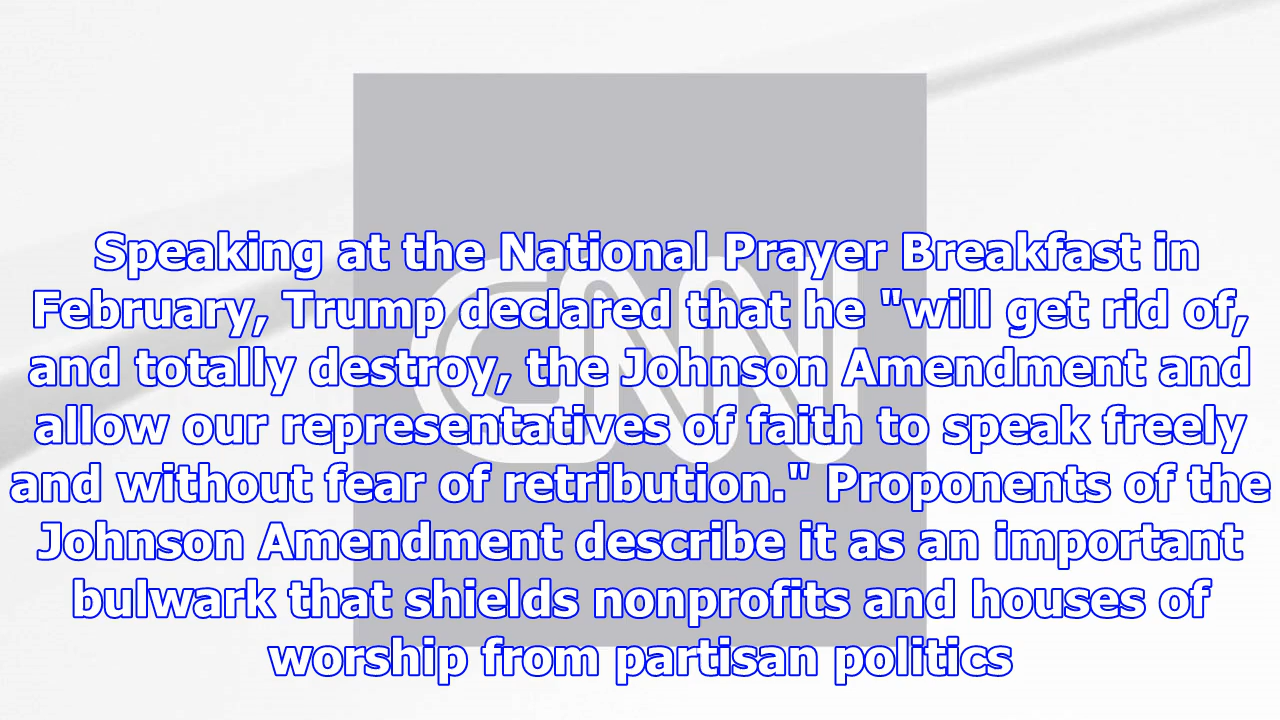 Speaking at the National Prayer Breakfast in
February, Trump declared that he "will get rid of,
and totally destroy, the Johnson Amendment and
allow our representatives of faith to speak freely
and without fear of retribution." Proponents of the
Johnson Amendment describe it as an important
bulwark that shields nonprofits and houses of
worship from partisan politics
CNN